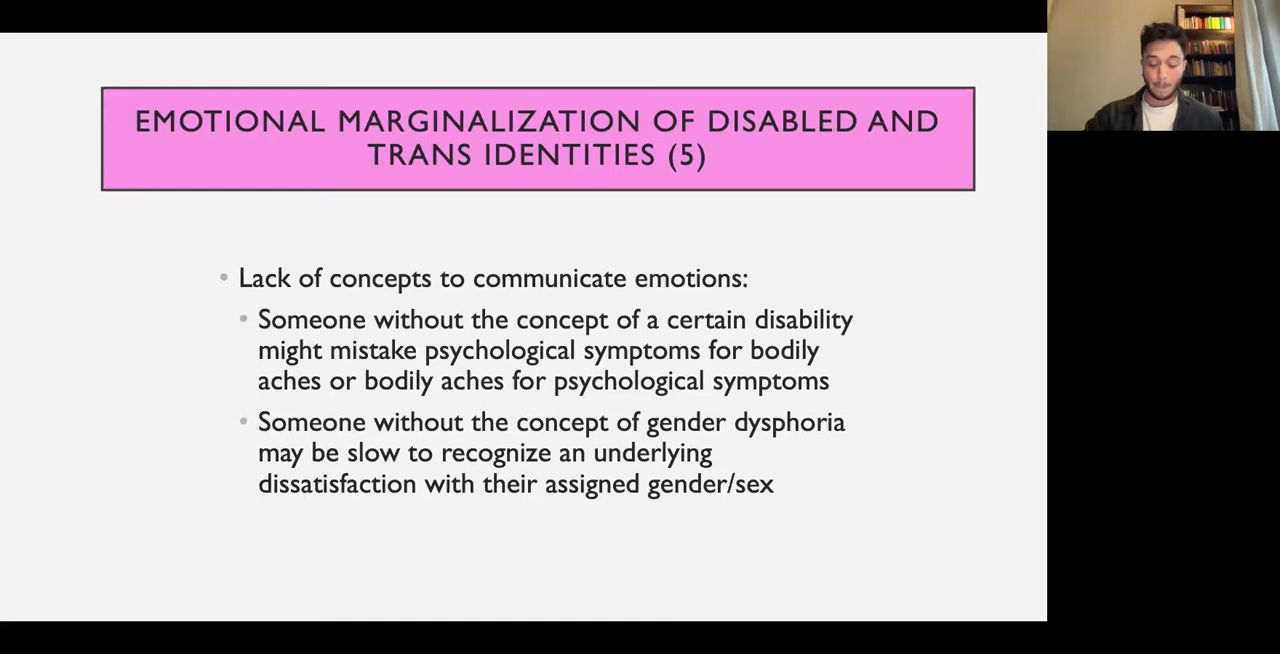 EMOTIONAL MARGINALIZATION OF DISABLED AND
TRANS IDENTITIES (5)
• Lack of concepts to communicate emotions:
• Someone without the concept of a certain disability
might mistake psychological symptoms for bodily
aches or bodily aches for psychological symptoms
• Someone without the concept of gender dysphoria
may be slow to recognize an underlying
dissatisfaction with their assigned gender/sex